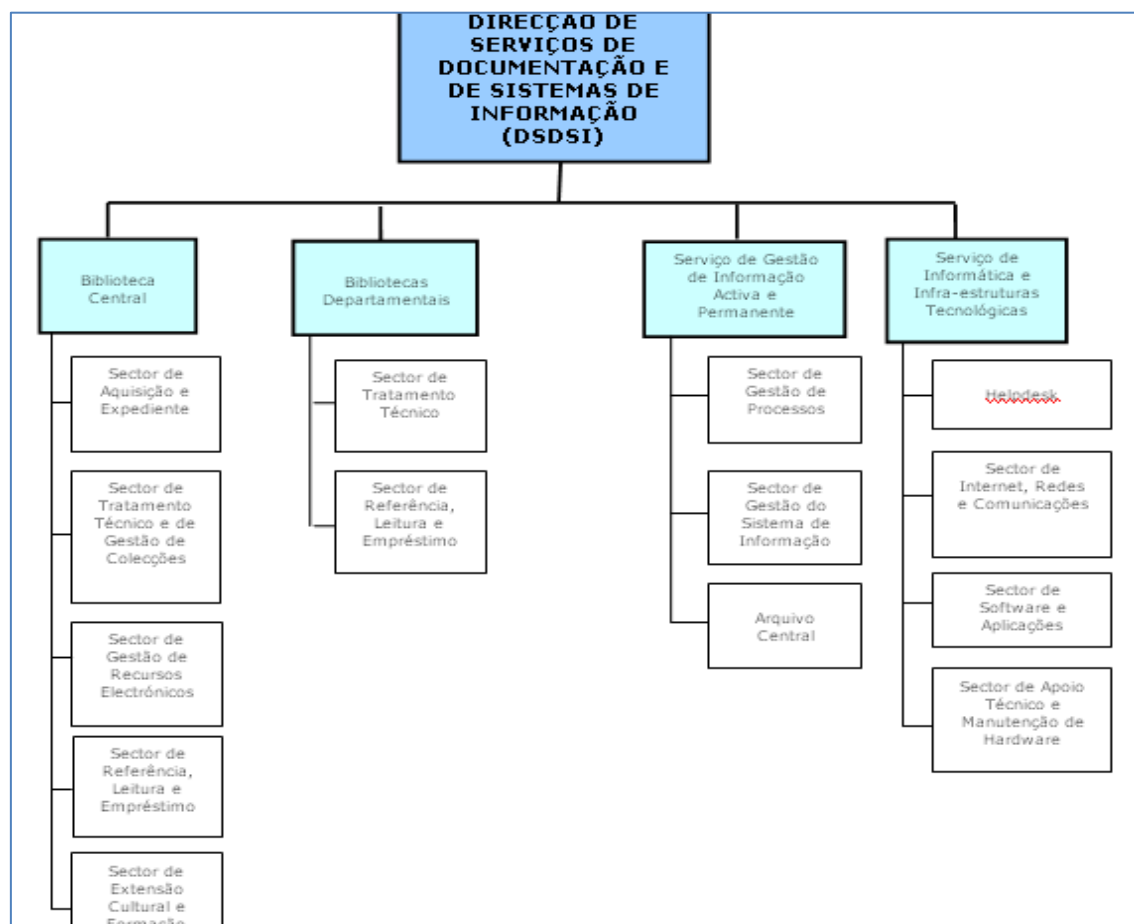 DIRECÇÃO DE
SERVIÇOS DE
DOCUMENTAÇÃO E
DE SISTEMAS DE
INFORMAÇÃO
(DSDSI)
Biblioteca
Central
Sector de
Aquisição e
Expediente
Sector de
Tratamento
Técnico e de
Gestão de
Colecções
Sector de
Gestão de
Recursos
Electrónicos
Sector de
Referência,
Leitura e
Empréstimo
Sector de
Extensão
Cultural e
Formação
Bibliotecas
Departamentais
Sector de
Tratamento
Técnico
Sector de
Referência,
Leitura e
Empréstimo
Serviço de Gestão
de Informação
Activa e
Permanente
Sector de
Gestão de
Processos
Sector de
Gestão do
Sistema de
Informação
Arquivo
Central
Serviço de
Informática e
Infra-estruturas
Tecnológicas
Helpdesk
Sector de
Internet, Redes
e Comunicações
Sector de
Software e
Aplicações
Sector de Apoio
Técnico e
Manutenção de
Hardware